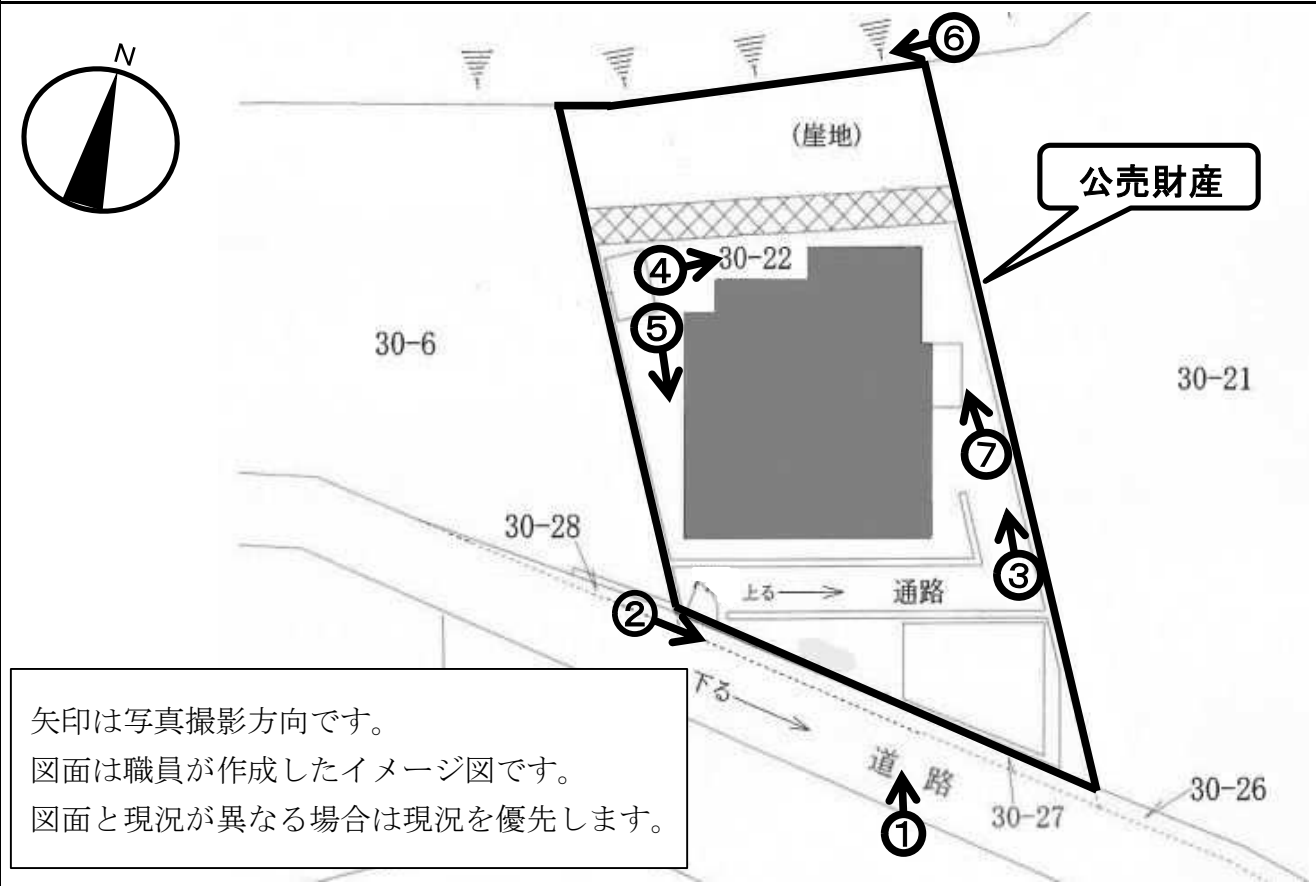 N
⑥
(崖地)
公売財産
④
30-22
⑤
30-6
30-21
⑦
30-28
③
上る
通路
②
下る
道路
30-26
30-27
①
矢印は写真撮影方向です。
図面は職員が作成したイメージ図です。
図面と現況が異なる場合は現況を優先します。